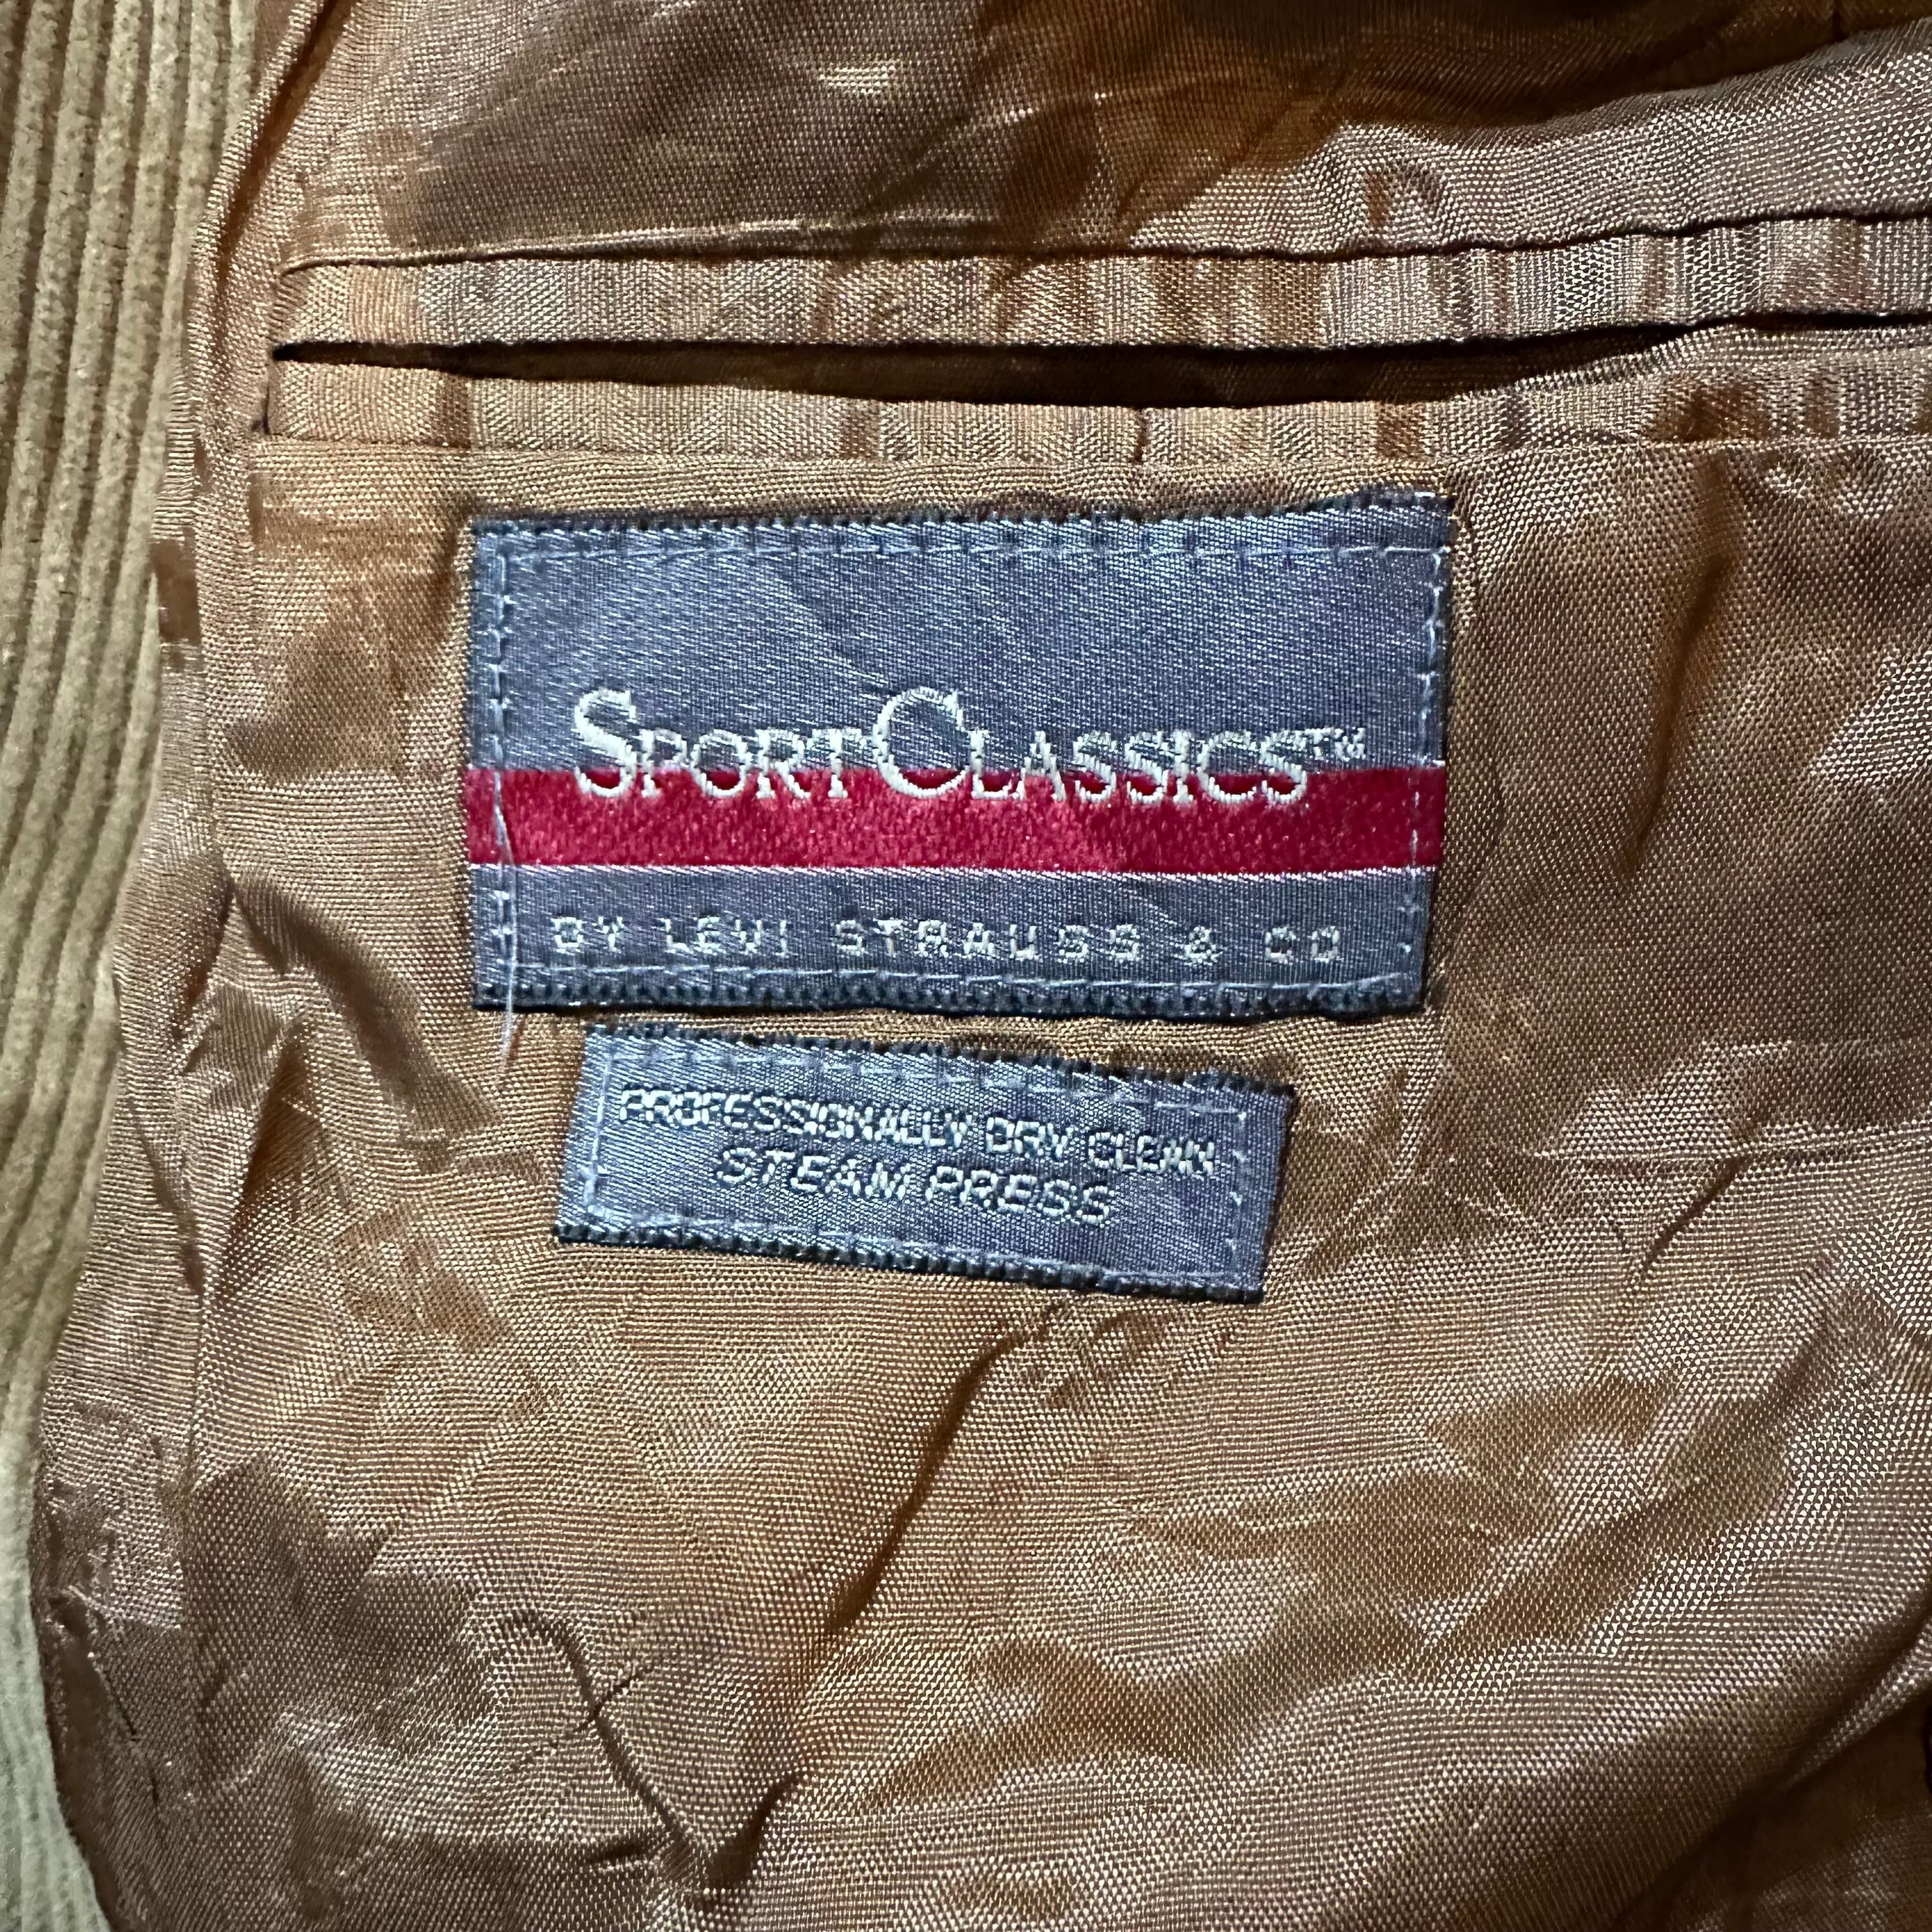 SPORTCLASSICS™
BY LEVI STRAUSS & CO
PROFESSIONALLY DRY CLEAN
STEAM PRESS